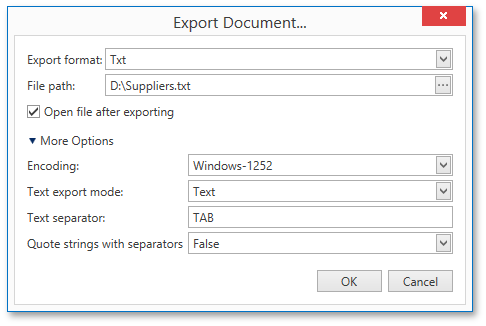 Export Document...
Export format: Txt
File path: D:\Suppliers.txt ...
Open file after exporting
More Options
Encoding: Windows-1252
Text export mode: Text
Text separator: TAB
Quote strings with separators False
OK Cancel